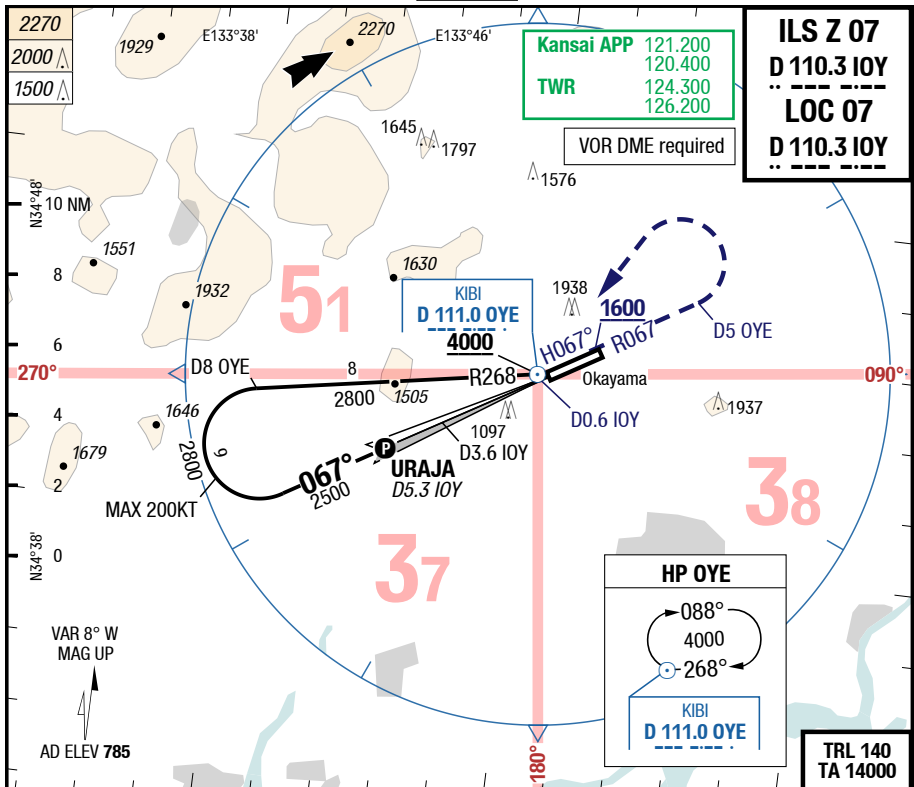 2270
2000
1500
1929
E133°38'
2270
E133°46'
Kansai APP 121.200
120.400
TWR 124.300
126.200
ILS Z 07
D 110.3 IOY
LOC 07
D 110.3 IOY
VOR DME required
1645
1797
1576
N34°48'
10 NM
1551
8
1630
1932
51
KIBI
D 111.0 OYE
1938
1600
6
4000
H067°
R067
D5 OYE
270°
D8 OYE
8
R268
Okayama
090°
2800
1505
4
1646
1097
D0.6 IOY
1937
1679
9
2800
D3.6 IOY
P
URAJA
D5.3 IOY
067°
2500
2
MAX 200KT
38
N34°38'
0
37
HP OYE
088°
4000
268°
KIBI
D 111.0 OYE
VAR 8° W
MAG UP
AD ELEV 785
180°
TRL 140
TA 14000